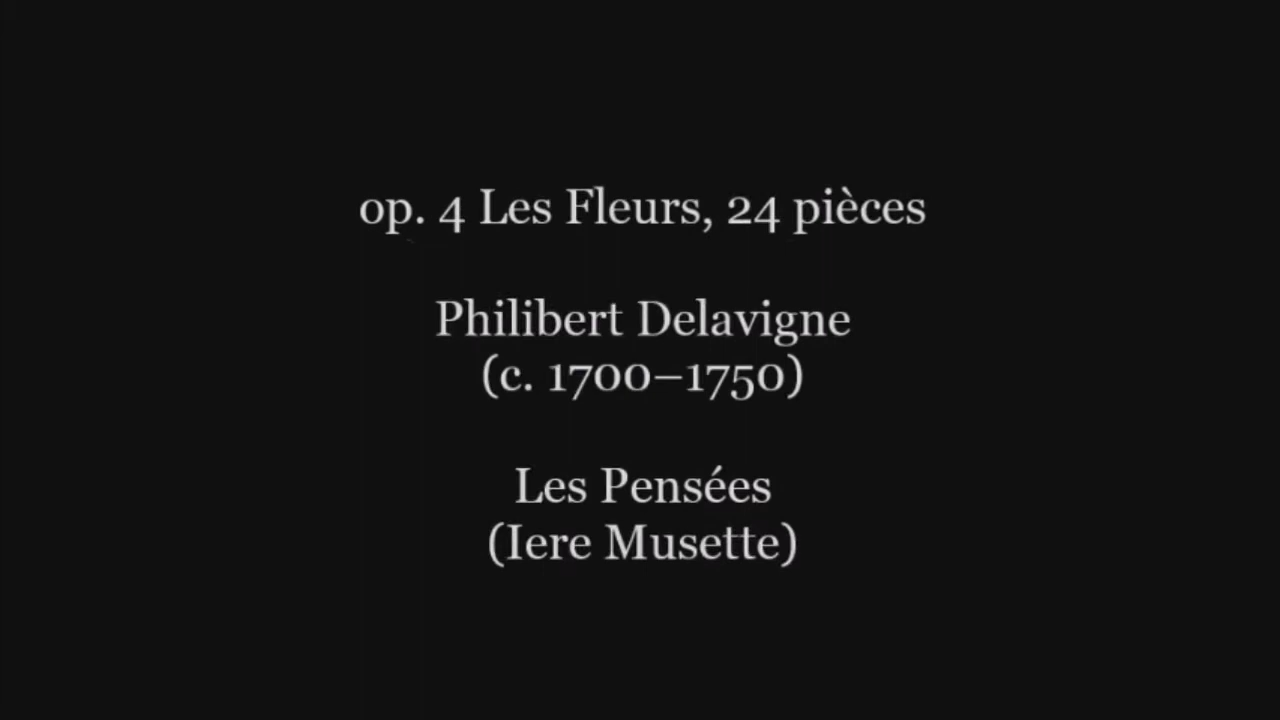 op. 4 Les Fleurs, 24 pièces
Philibert Delavigne
(c. 1700–1750)
Les Pensées
(Iere Musette)